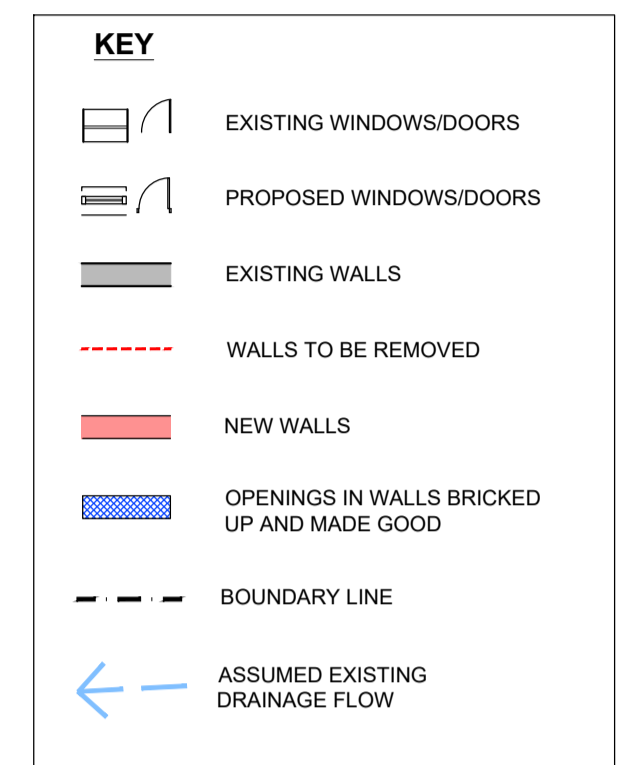 KEY
EXISTING WINDOWS/DOORS
PROPOSED WINDOWS/DOORS
EXISTING WALLS
WALLS TO BE REMOVED
NEW WALLS
OPENINGS IN WALLS BRICKED
UP AND MADE GOOD
BOUNDARY LINE
ASSUMED EXISTING
DRAINAGE FLOW